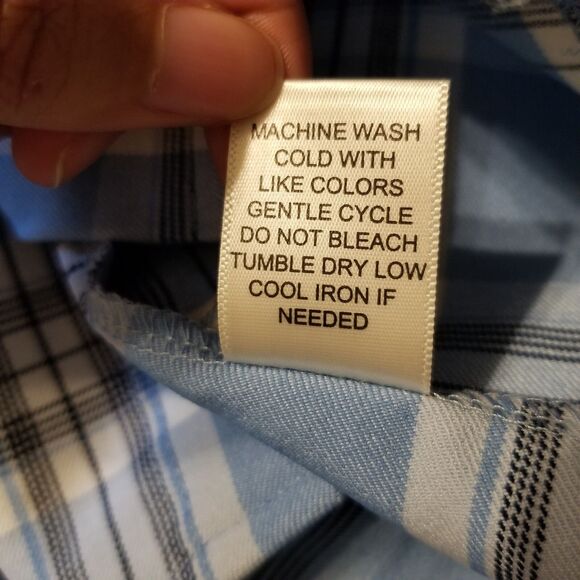 MACHINE WASH
COLD WITH
LIKE COLORS
GENTLE CYCLE
DO NOT BLEACH
TUMBLE DRY LOW
COOL IRON IF
NEEDED